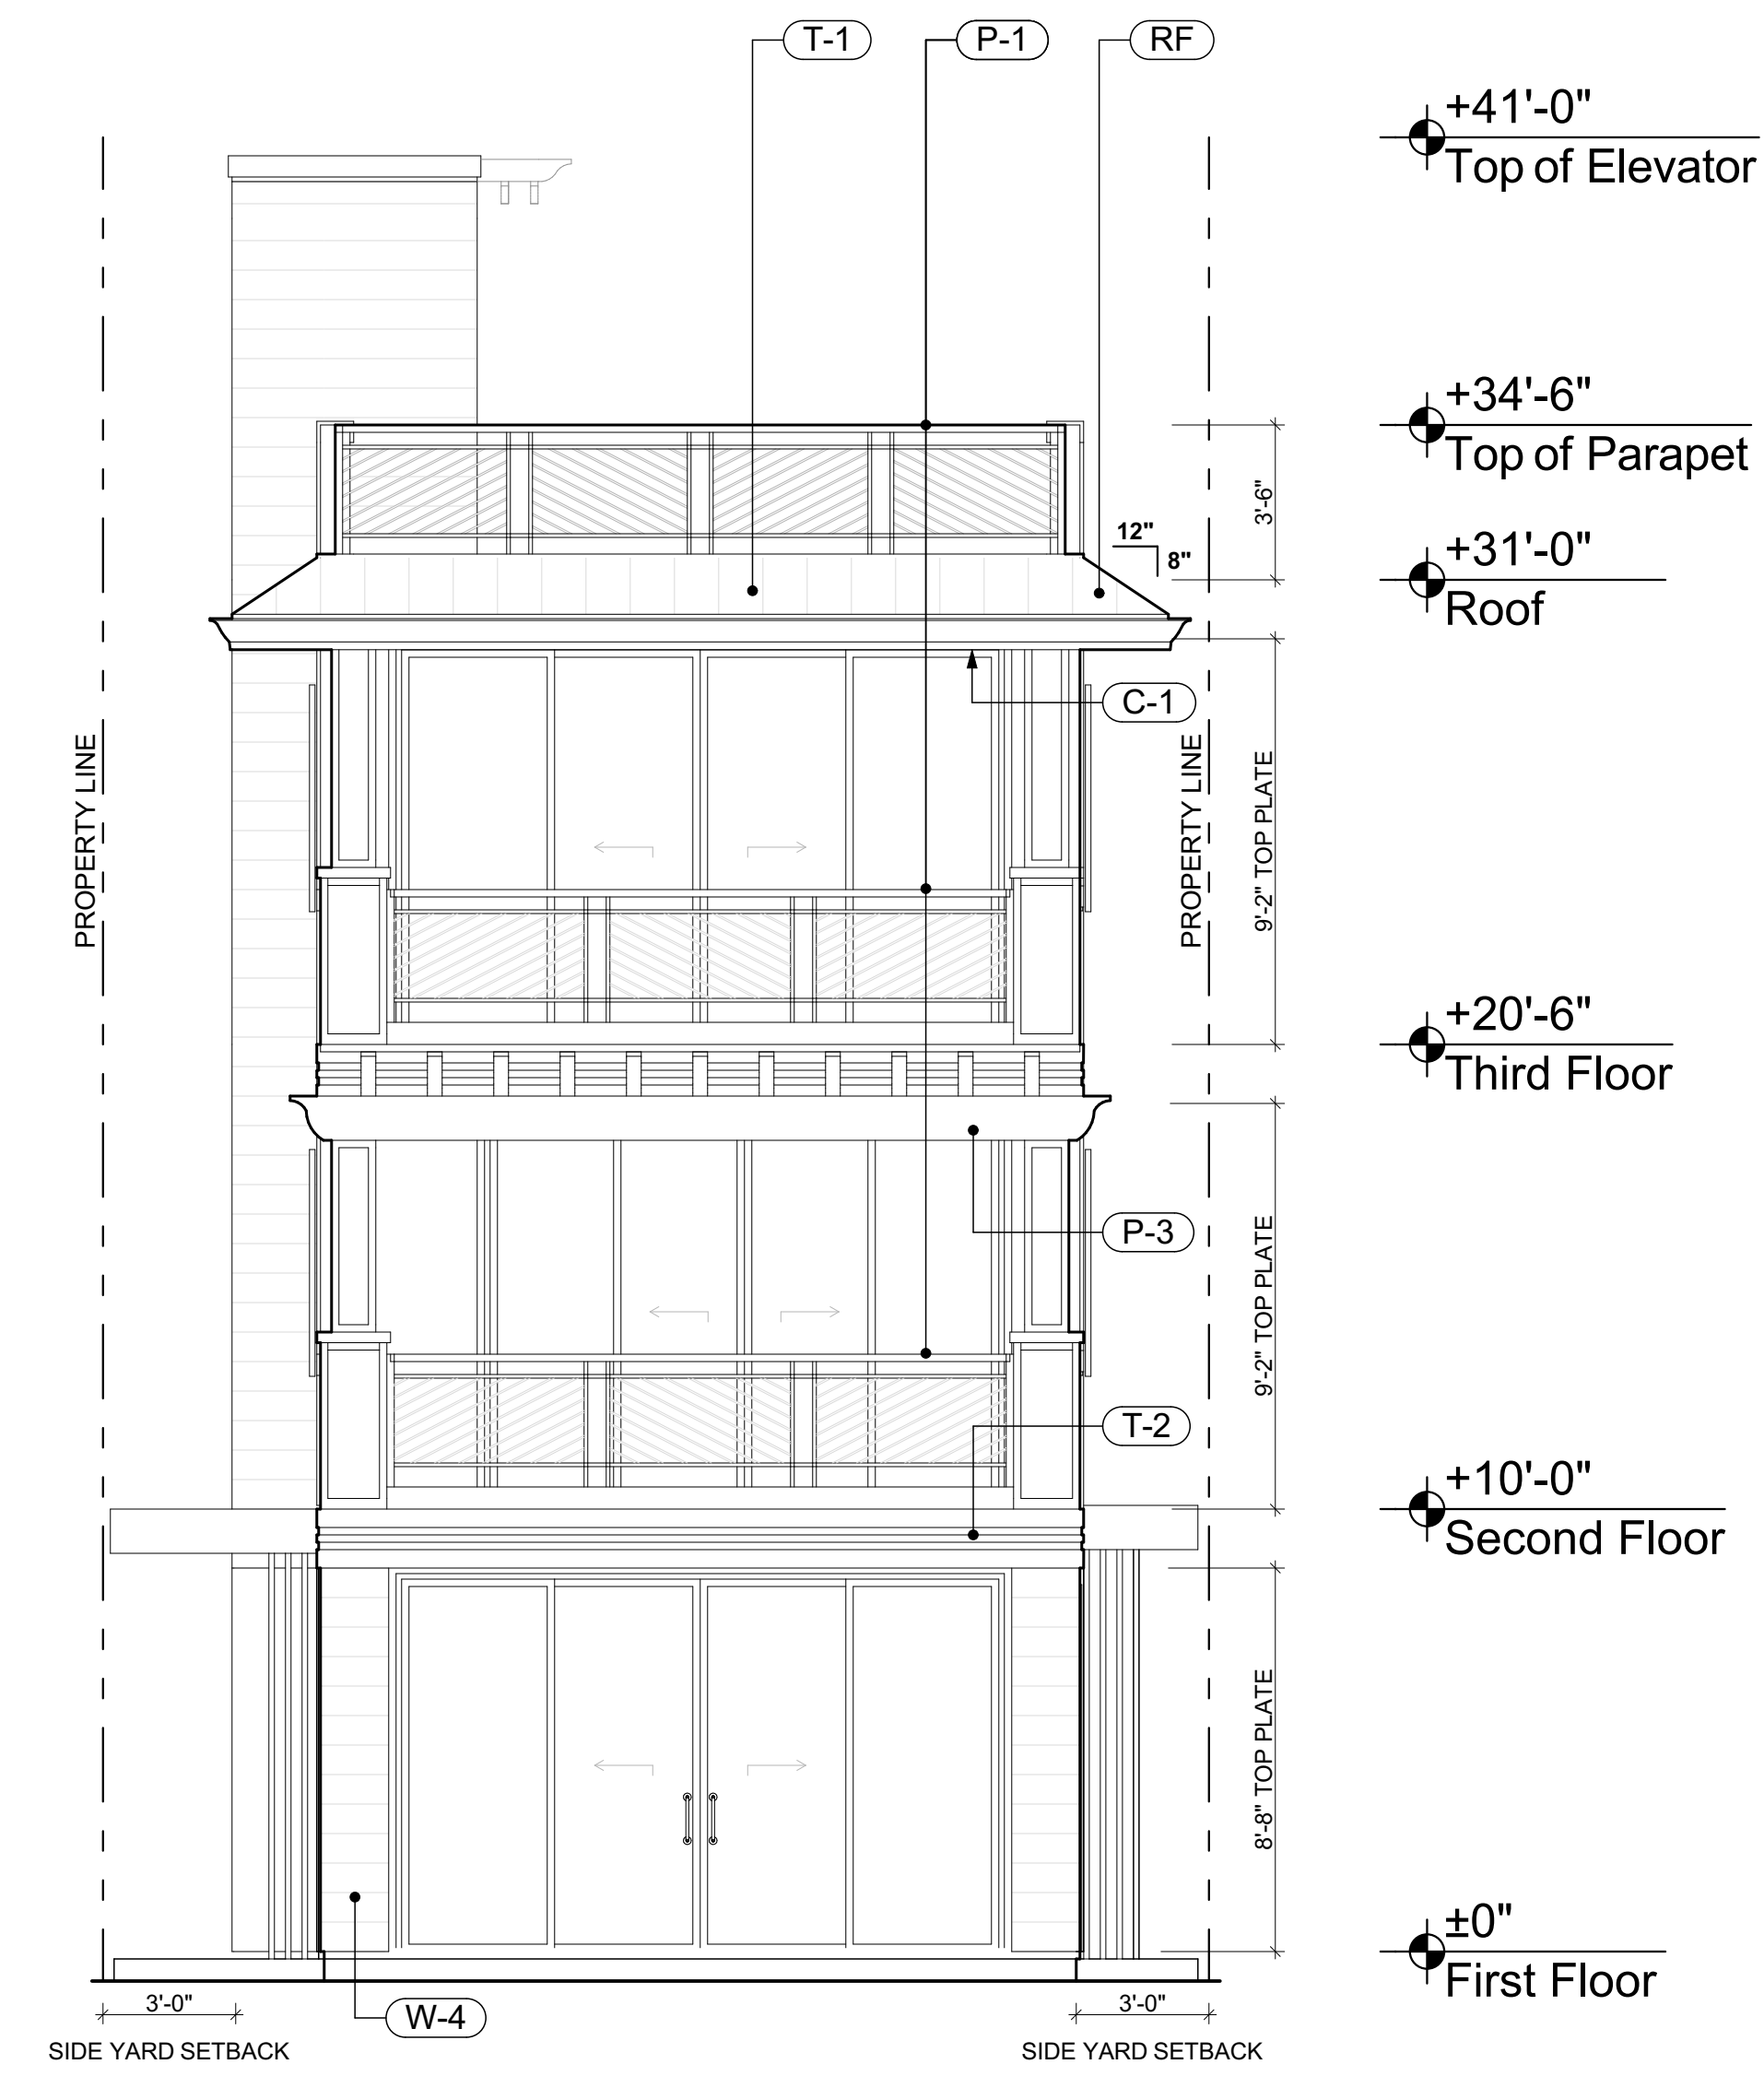 T-1
P-1
RF
+41'-0"
Top of Elevator
+34'-6"
Top of Parapet
3'-6"
12"
8"
+31'-0"
Roof
C-1
PROPERTY LINE
PROPERTY LINE
9'-2" TOP PLATE
+20'-6"
Third Floor
P-3
9'-2" TOP PLATE
T-2
+10'-0"
Second Floor
8'-8" TOP PLATE
±0"
First Floor
3'-0"
W-4
3'-0"
SIDE YARD SETBACK
SIDE YARD SETBACK